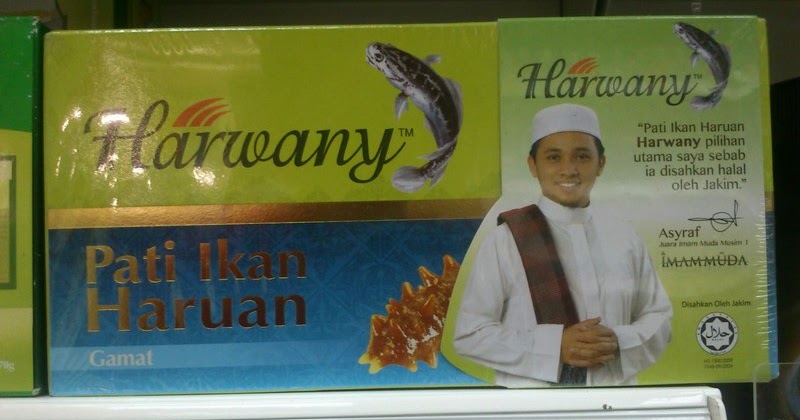 Harwany™
Pati Ikan
Haruan
Gamat
Harwany™
"Pati Ikan Haruan
Harwany pilihan
utama saya sebab
ia disahkan halal
oleh Jakim."
Asyraf
Juara Imam Muda Musim 1
IMAMMUDA
Disahkan Oleh Jakim
حلال